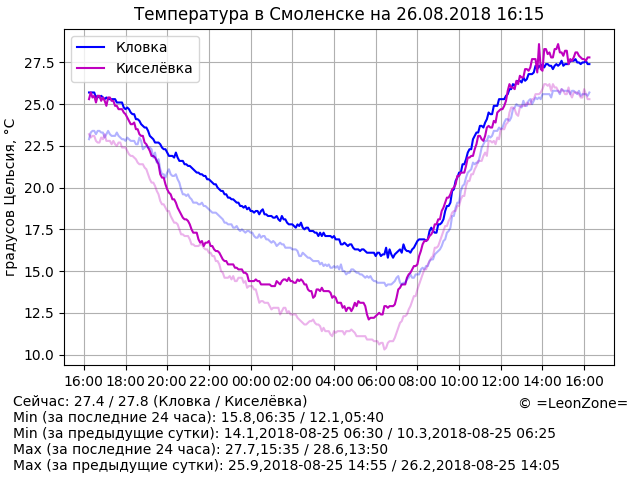 Температура в Смоленске на 26.08.2018 16:15
Кловка
Киселёвка
градусов Цельсия, °C
27.5
25.0
22.5
20.0
17.5
15.0
12.5
10.0
16:00 18:00 20:00 22:00 00:00 02:00 04:00 06:00 08:00 10:00 12:00 14:00 16:00
Сейчас: 27.4 / 27.8 (Кловка / Киселёвка)
© =LeonZone=
Min (за последние 24 часа): 15.8,06:35 / 12.1,05:40
Min (за предыдущие сутки): 14.1,2018-08-25 06:30 / 10.3,2018-08-25 06:25
Max (за последние 24 часа): 27.7,15:35 / 28.6,13:50
Max (за предыдущие сутки): 25.9,2018-08-25 14:55 / 26.2,2018-08-25 14:05